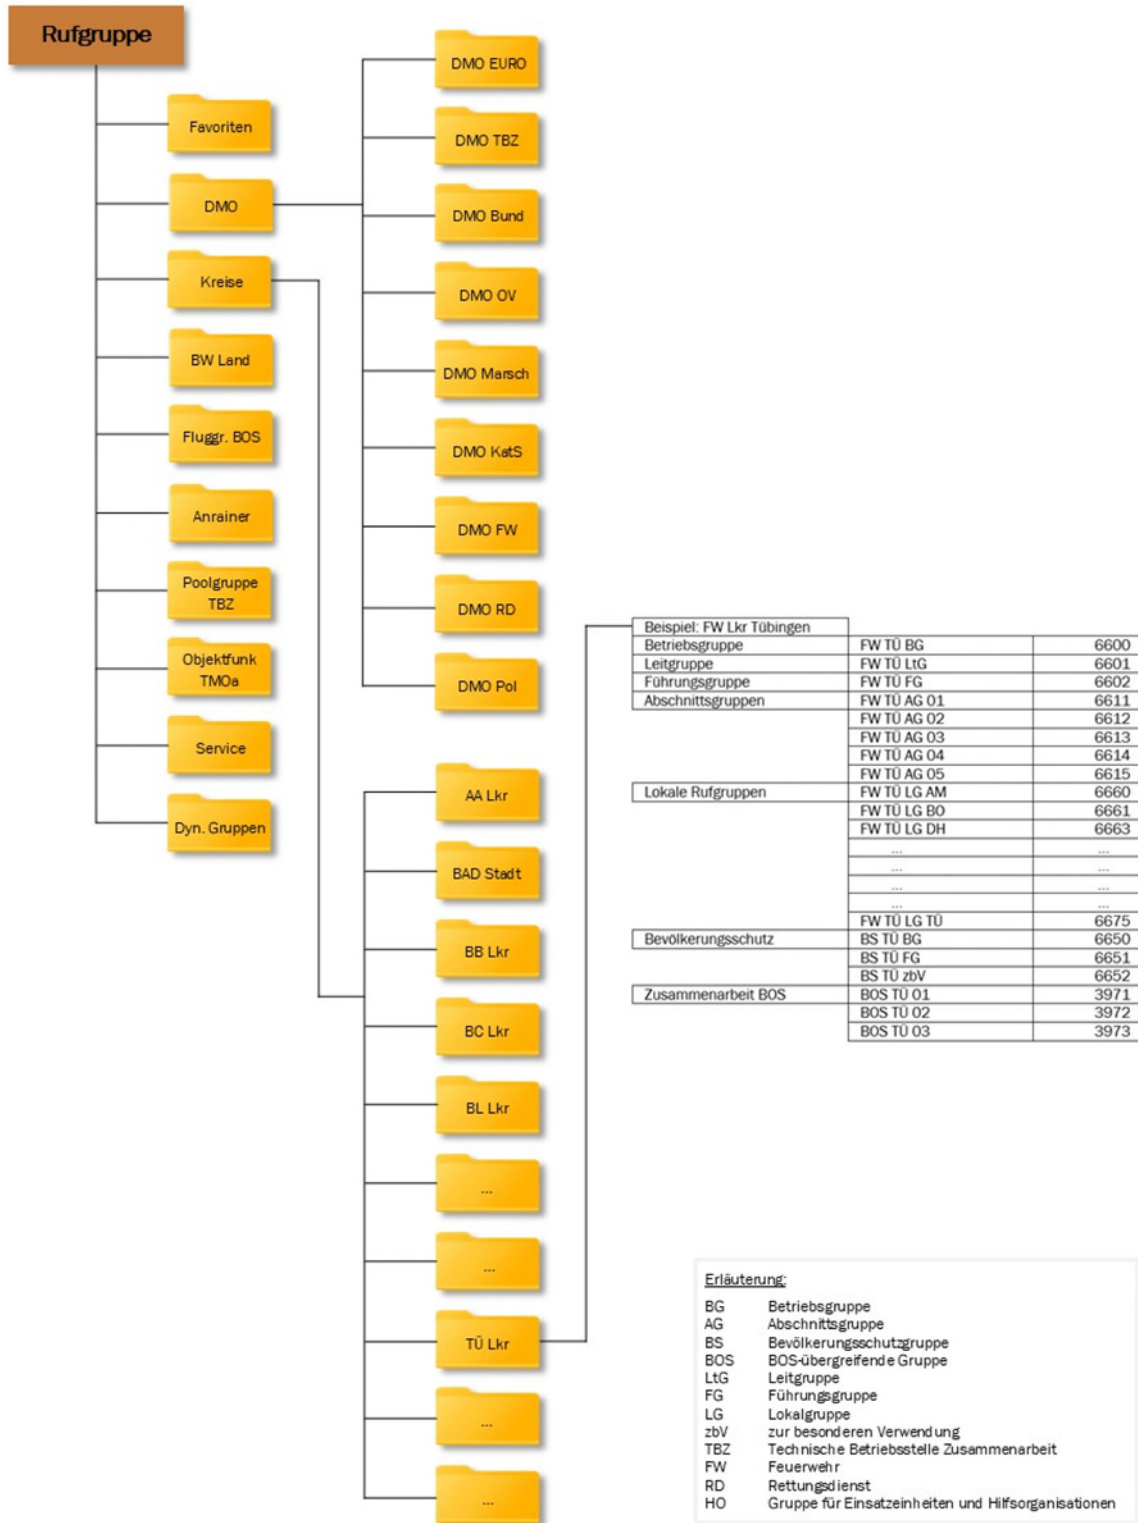 Rufgruppe
Favoriten
DMO
Kreise
BW Land
Fluggr. BOS
Anrainer
Poolgruppe
TBZ
Objektfunk
TMOa
Service
Dyn. Gruppen
DMO EURO
DMO TBZ
DMO Bund
DMO OV
DMO Marsch
DMO KatS
DMO FW
DMO RD
DMO Pol
AA Lkr
BAD Stadt
BB Lkr
BC Lkr
BL Lkr
...
...
TÜ Lkr
...
...
Beispiel: FW Lkr Tübingen
Betriebsgruppe FW TÜ BG 6600
Leitgruppe FW TÜ LtG 6601
Führungsgruppe FW TÜ FG 6602
Abschnittsgruppen FW TÜ AG 01 6611
FW TÜ AG 02 6612
FW TÜ AG 03 6613
FW TÜ AG 04 6614
FW TÜ AG 05 6615
Lokale Rufgruppen FW TÜ LG AM 6660
FW TÜ LG BO 6661
FW TÜ LG DH 6663
... ...
... ...
... ...
... ...
FW TÜ LG TÜ 6675
Bevölkerungsschutz BS TÜ BG 6650
BS TÜ FG 6651
BS TÜ zbV 6652
Zusammenarbeit BOS BOS TÜ 01 3971
BOS TÜ 02 3972
BOS TÜ 03 3973
Erläuterung:
BG Betriebsgruppe
AG Abschnittsgruppe
BS Bevölkerungsschutzgruppe
BOS BOS-übergreifende Gruppe
LtG Leitgruppe
FG Führungsgruppe
LG Lokalgruppe
zbV zur besonderen Verwendung
TBZ Technische Betriebsstelle Zusammenarbeit
FW Feuerwehr
RD Rettungsdienst
HO Gruppe für Einsatzeinheiten und Hilfsorganisationen